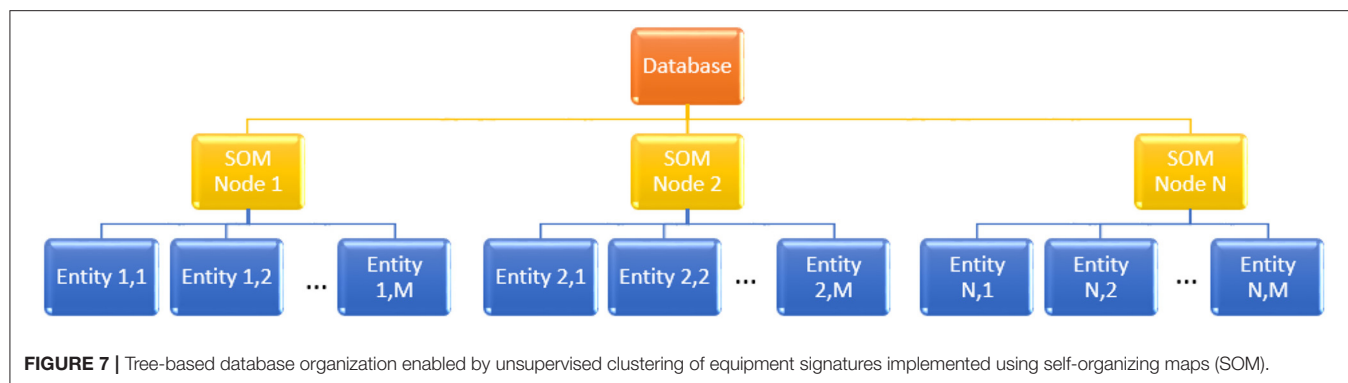 Database
SOM
Node 1
SOM
Node 2
SOM
Node N
Entity 1,1
Entity 1,2
...
Entity
1,M
Entity 2,1
Entity 2,2
...
Entity
2,M
Entity
N,1
Entity
N,2
...
Entity
N,M
FIGURE 7 | Tree-based database organization enabled by unsupervised clustering of equipment signatures implemented using self-organizing maps (SOM).